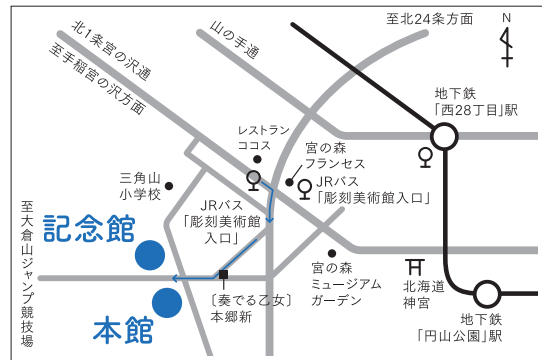 至北24条方面
N
北1条宮の沢通
至手稲宮の沢方面
山の手通
地下鉄
「西28丁目」駅
レストラン
ココス
宮の森
フランセス
三角山
小学校
JRバス
「彫刻美術館
入口」
JRバス
「彫刻美術館入口」
至大倉山ジャンプ競技場
記念館
本館
〔奏でる乙女〕
本郷新
宮の森
ミュージアム
ガーデン
北海道
神宮
地下鉄
「円山公園」駅